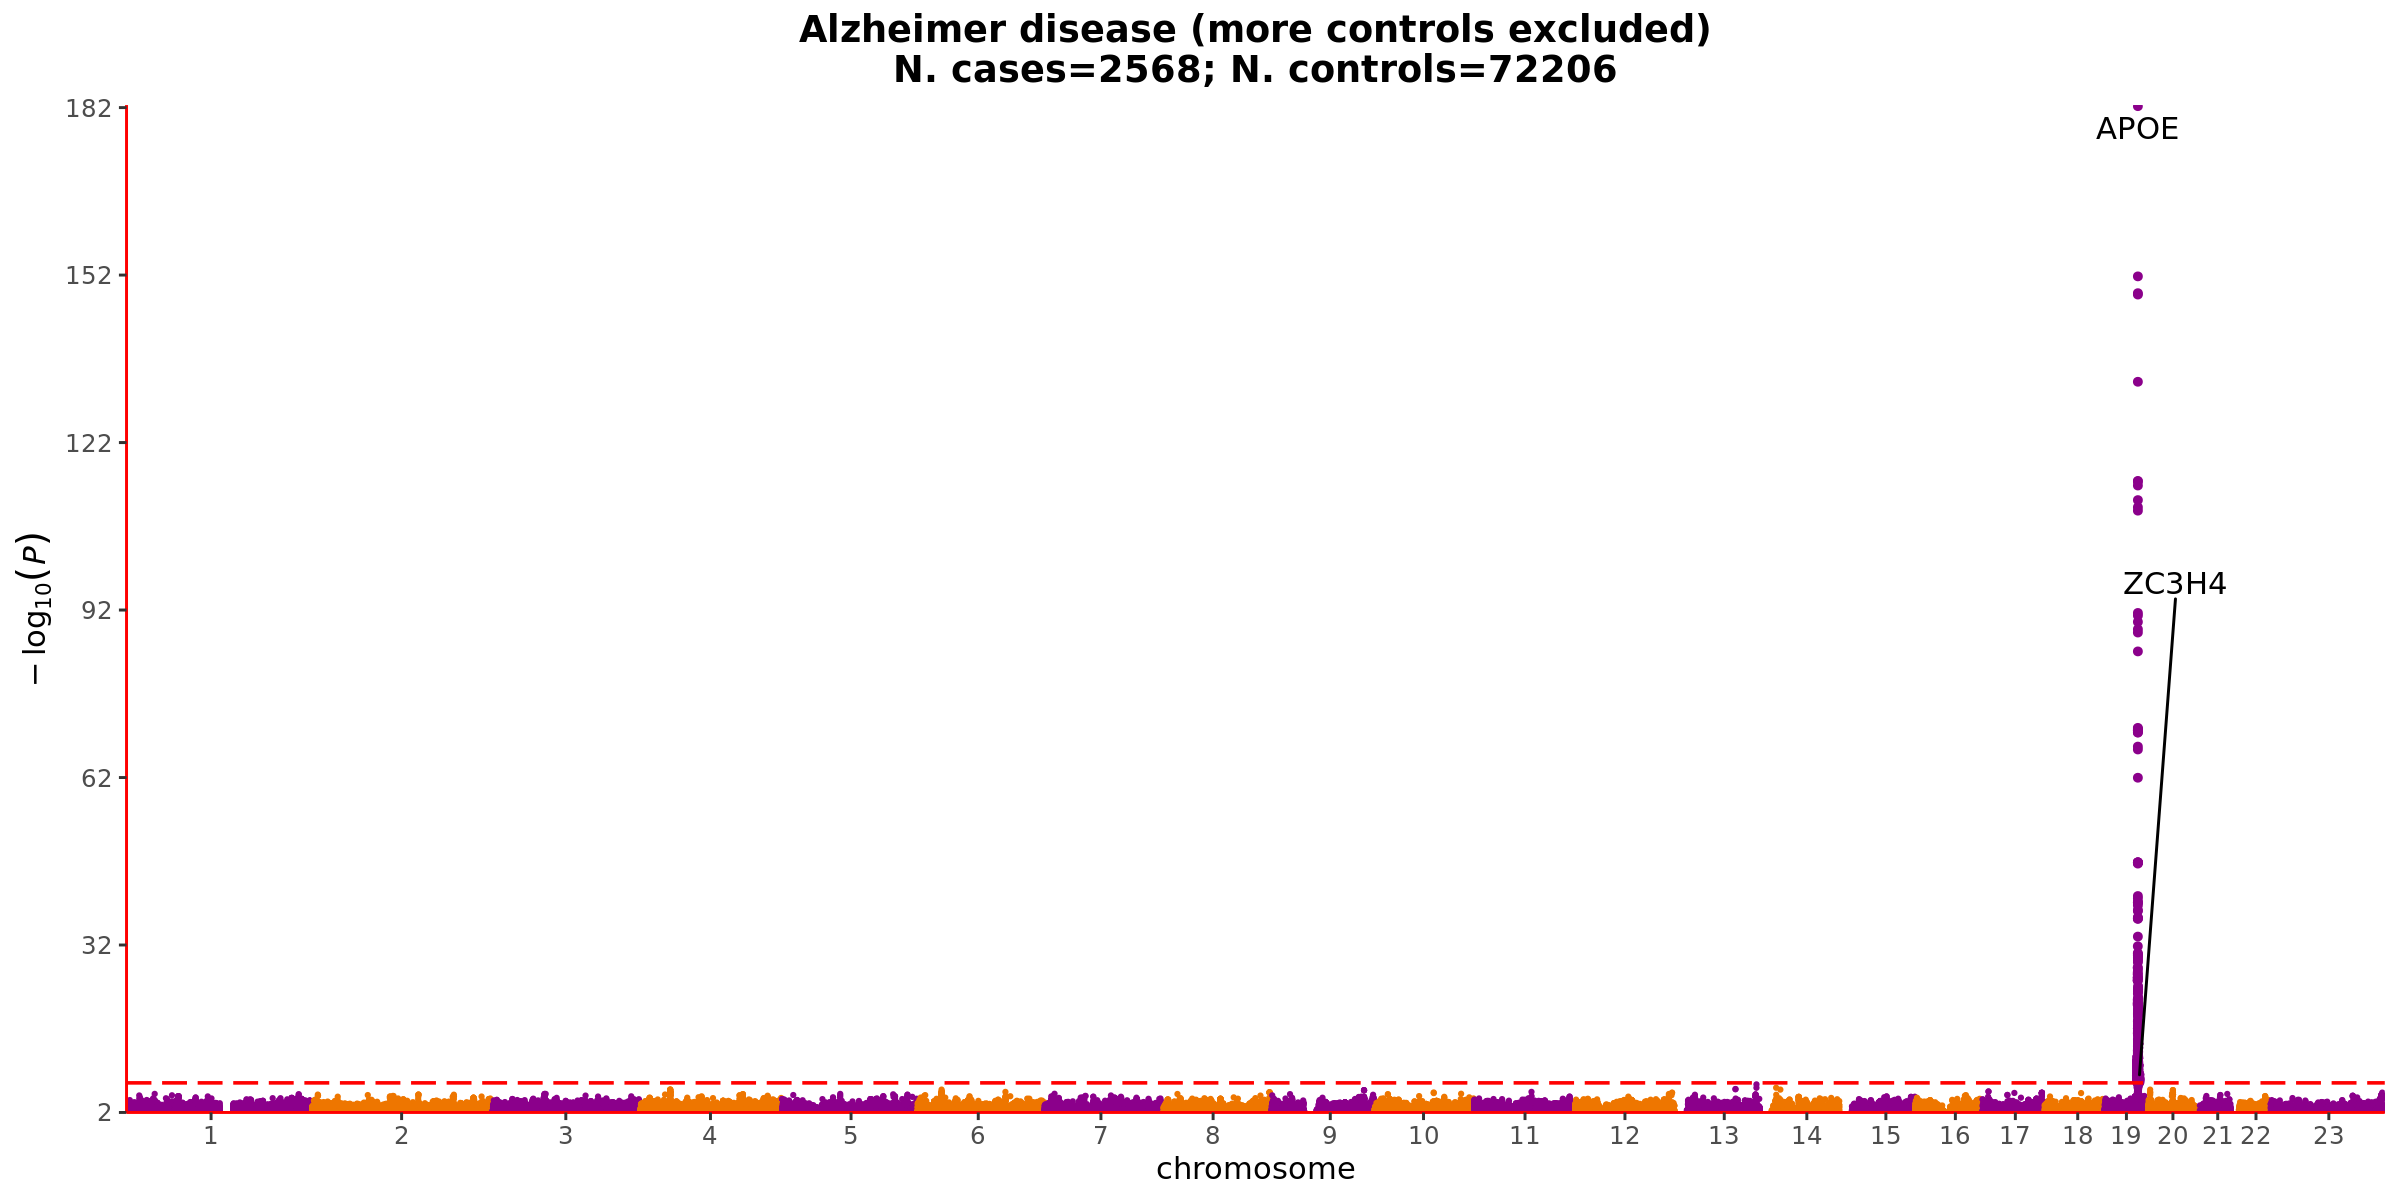 Alzheimer disease (more controls excluded)
N. cases=2568; N. controls=72206
182
APOE
152
122
ZC3H4
92
62
32
2
−log₁₀(P)
1 2 3 4 5 6 7 8 9 10 11 12 13 14 15 16 17 18 19 20 21 22 23
chromosome